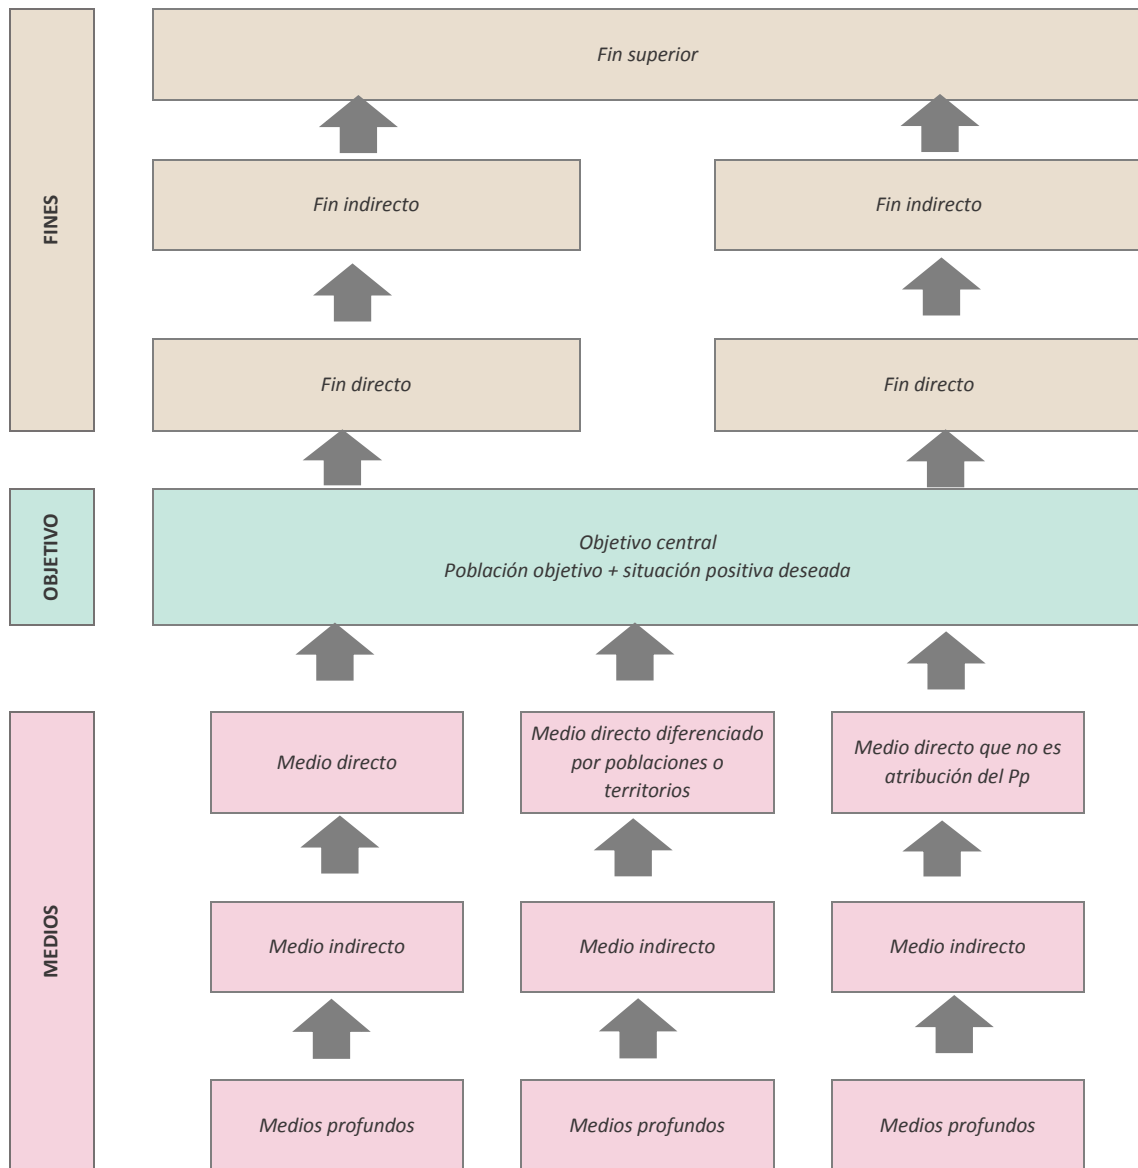 FINES
Fin superior
Fin indirecto
Fin indirecto
Fin directo
Fin directo
OBJETIVO
Objetivo central
Población objetivo + situación positiva deseada
MEDIOS
Medio directo
Medio directo diferenciado
por poblaciones o
territorios
Medio directo que no es
atribución del Pp
Medio indirecto
Medio indirecto
Medio indirecto
Medios profundos
Medios profundos
Medios profundos